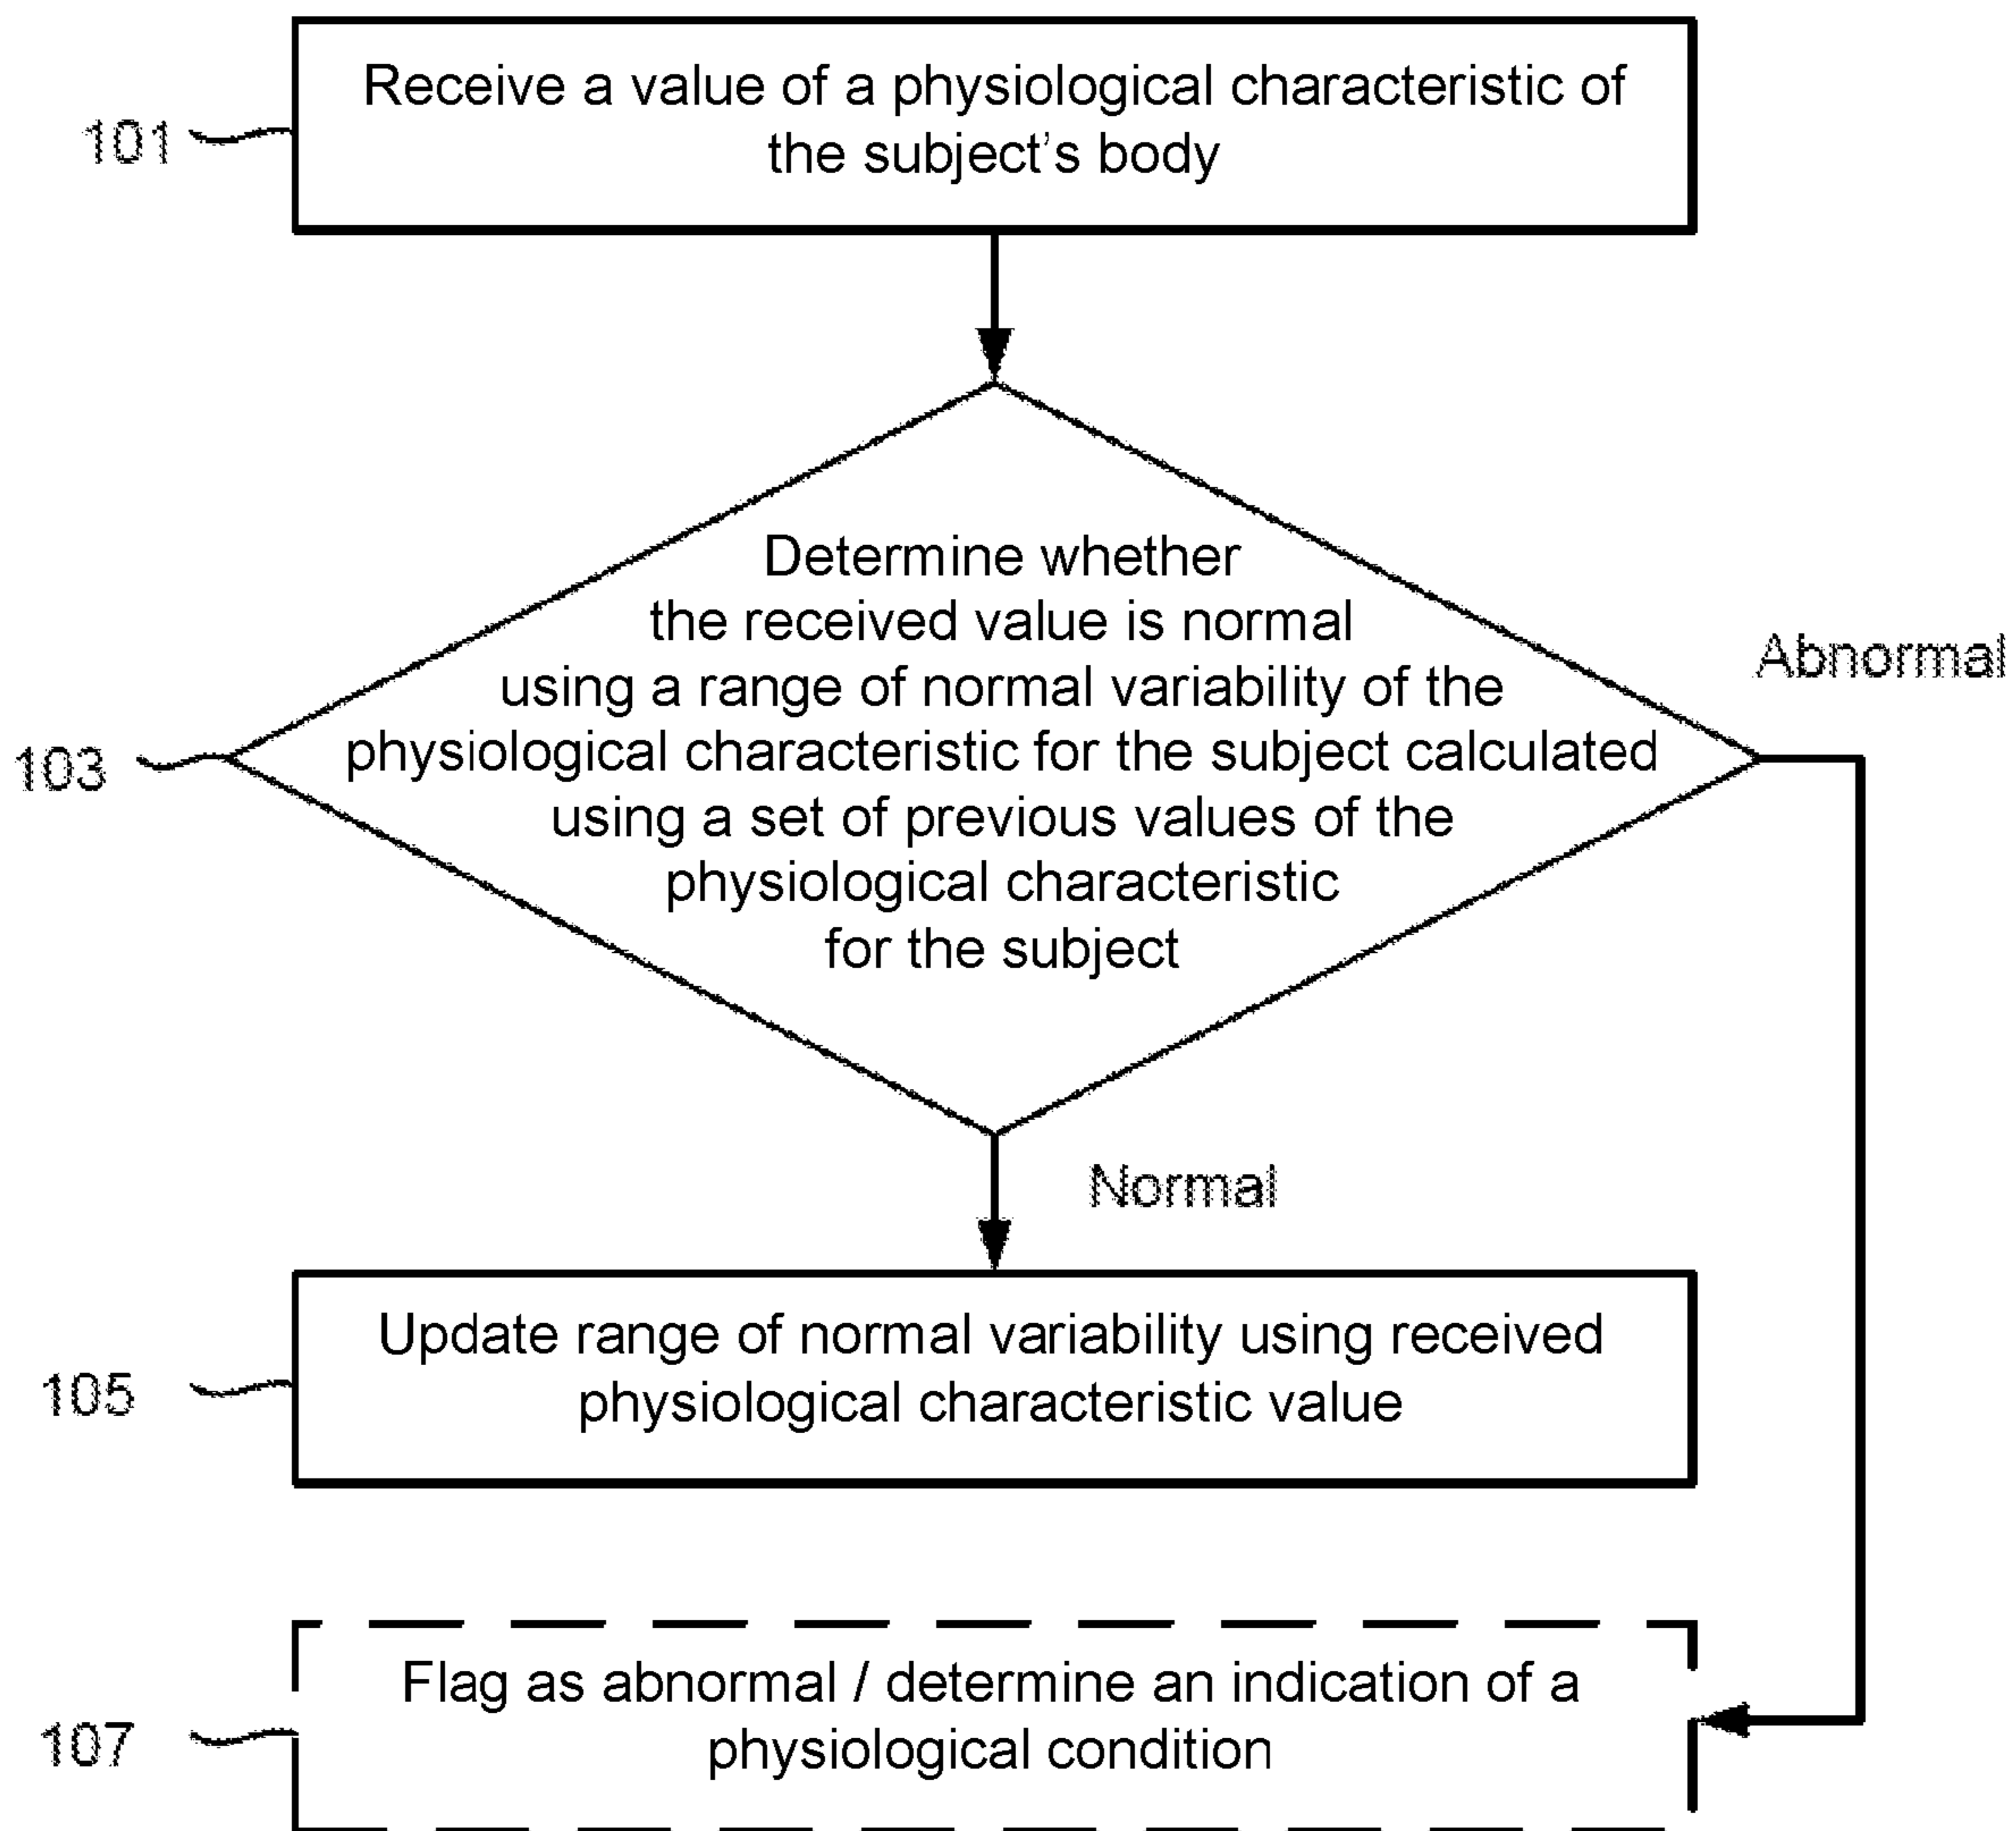 Receive a value of a physiological characteristic of
the subject's body
101
Determine whether
the received value is normal
using a range of normal variability of the
physiological characteristic for the subject calculated
using a set of previous values of the
physiological characteristic
for the subject
Abnormal
103
Normal
Update range of normal variability using received
physiological characteristic value
105
Flag as abnormal / determine an indication of a
physiological condition
107